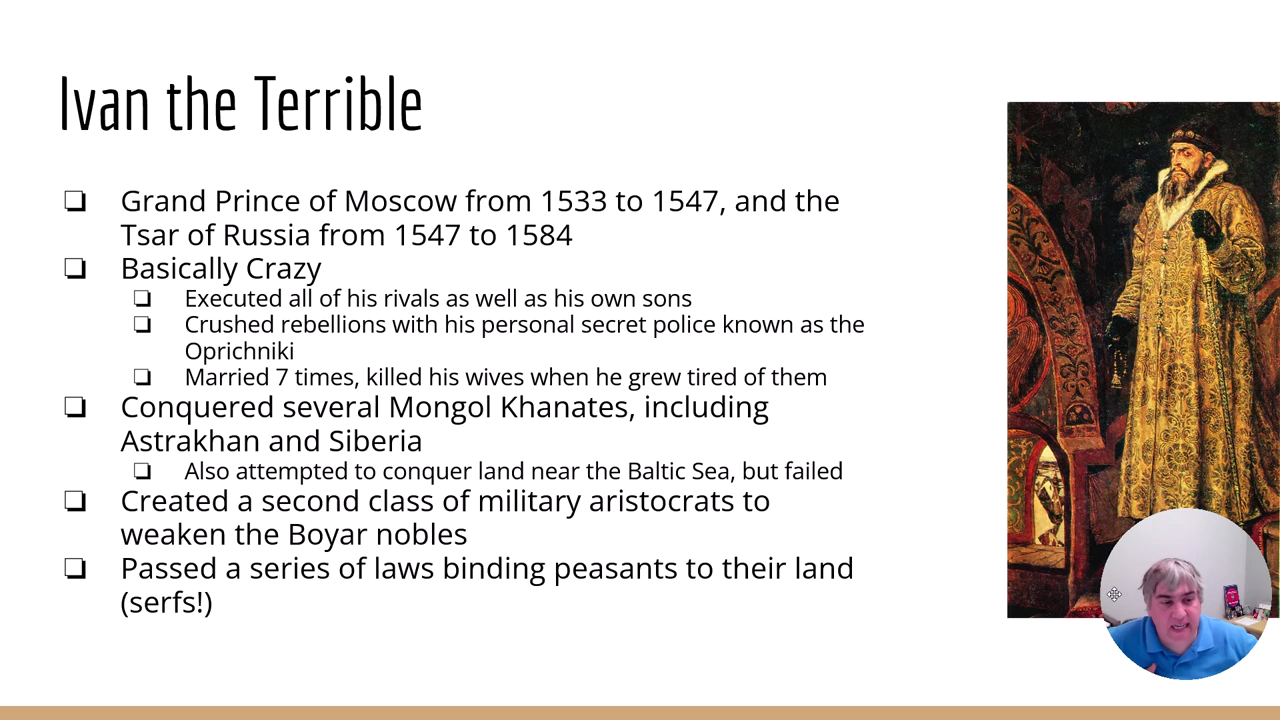 Ivan the Terrible
❏ Grand Prince of Moscow from 1533 to 1547, and the
Tsar of Russia from 1547 to 1584
❏ Basically Crazy
❏ Executed all of his rivals as well as his own sons
❏ Crushed rebellions with his personal secret police known as the
Oprichniki
❏ Married 7 times, killed his wives when he grew tired of them
❏ Conquered several Mongol Khanates, including
Astrakhan and Siberia
❏ Also attempted to conquer land near the Baltic Sea, but failed
❏ Created a second class of military aristocrats to
weaken the Boyar nobles
❏ Passed a series of laws binding peasants to their land
(serfs!)